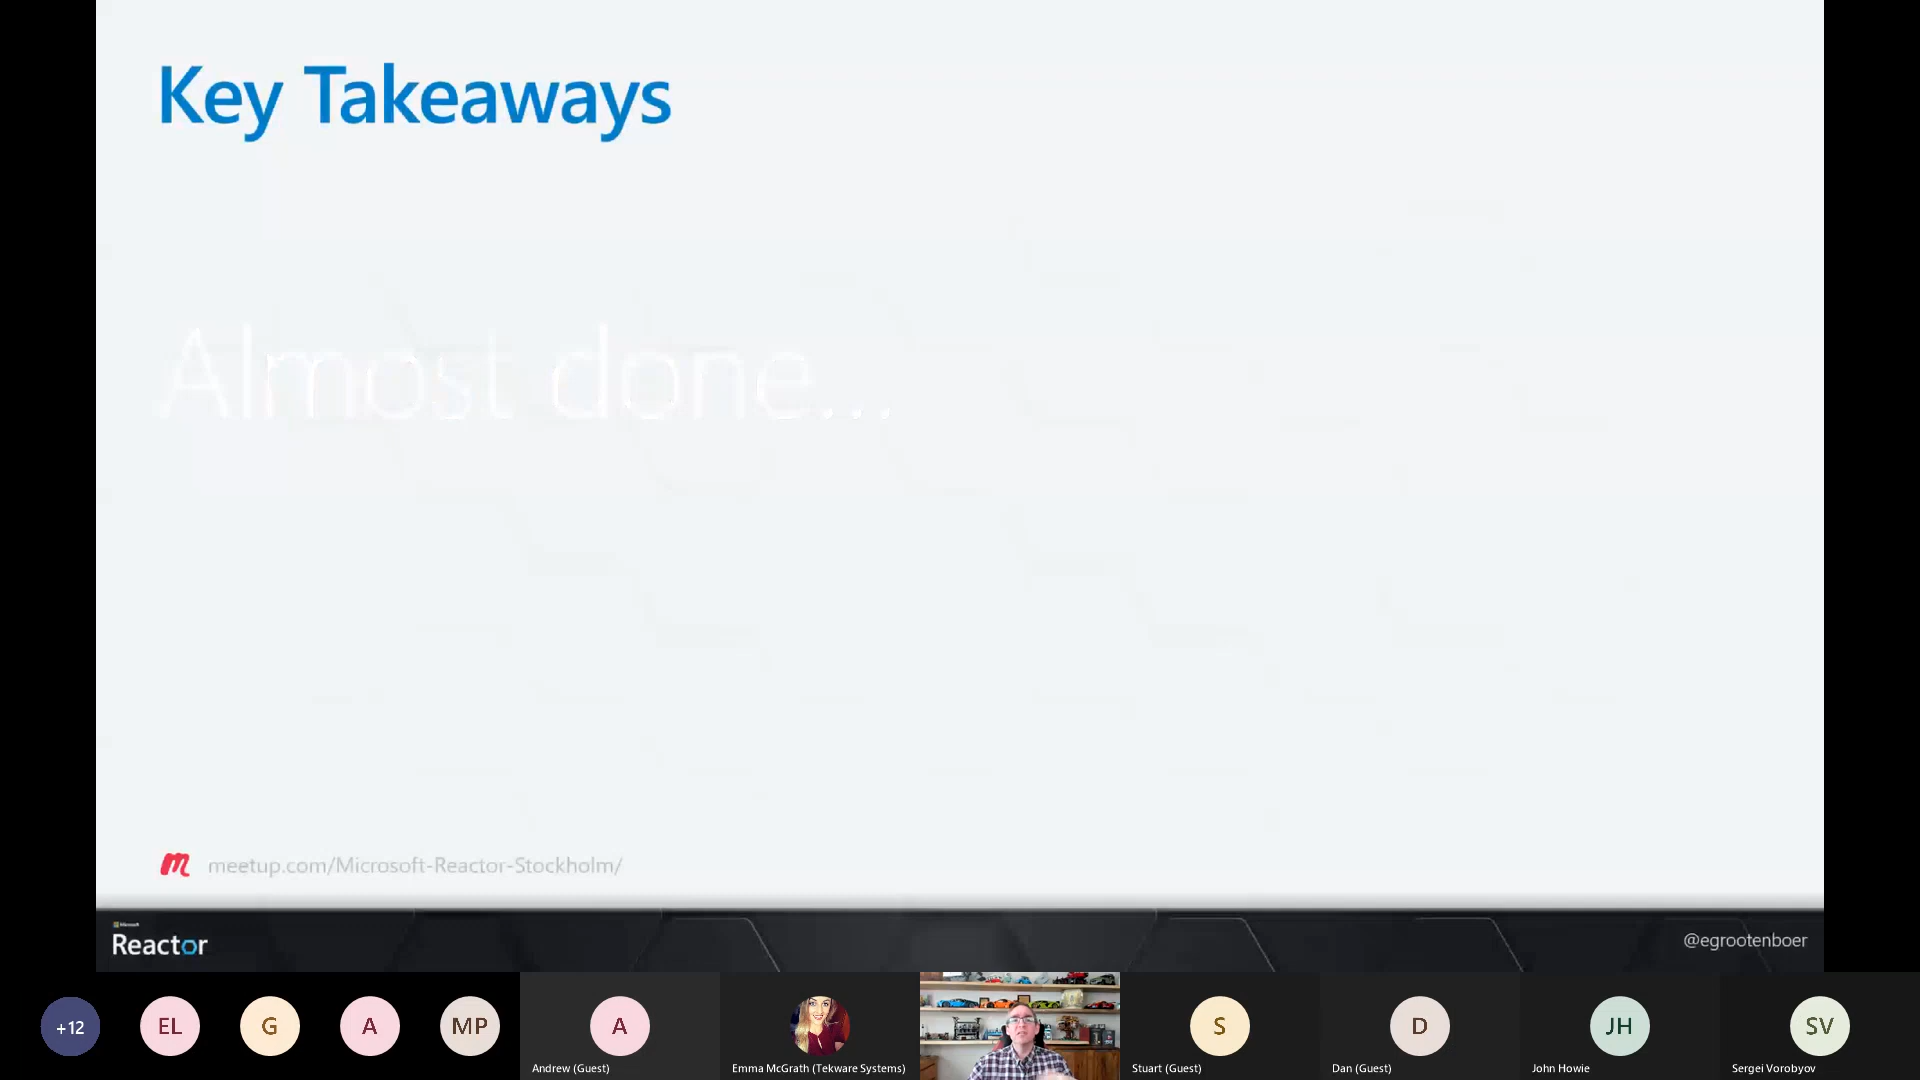 Key Takeaways
Almost done...
meetup.com/Microsoft-Reactor-Stockholm/
Microsoft
Reactor
@egrootenboer
+12
EL
G
A
MP
A
S
D
JH
SV
Andrew (Guest)
Emma McGrath (Tekware Systems)
Stuart (Guest)
Dan (Guest)
John Howie
Sergei Vorobyov